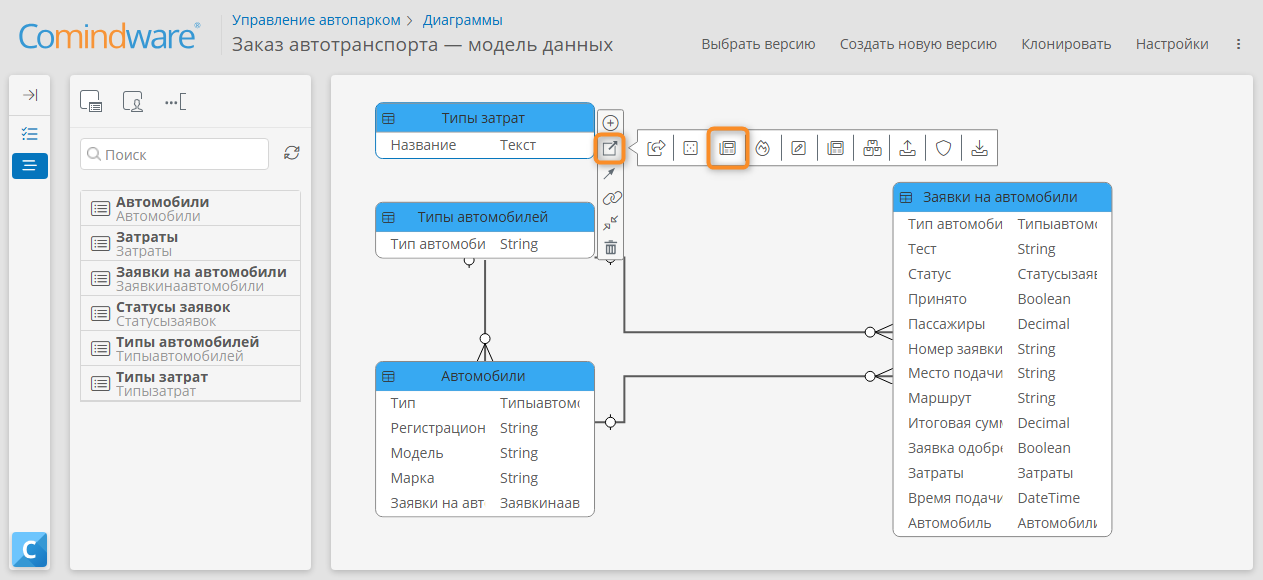 Comindware®
Управление автопарком > Диаграммы
Заказ автотранспорта — модель данных
Выбрать версию
Создать новую версию
Клонировать
Настройки
Поиск
Автомобили
Автомобили
Затраты
Затраты
Заявки на автомобили
Заявкинаавтомобили
Статусы заявок
Статусызаявок
Типы автомобилей
Типыавтомобилей
Типы затрат
Типызатрат
Типы затрат
Название Текст
Типы автомобилей
Тип автомоби String
Автомобили
Тип Типыавтомо
Регистрацион String
Модель String
Марка String
Заявки на авт Заявкинаав
Заявки на автомобили
Тип автомоби Типыавтомо
Тест String
Статус Статусызаяв
Принято Boolean
Пассажиры Decimal
Номер заявки String
Место подачи String
Маршрут String
Итоговая сумм Decimal
Заявка одобре Boolean
Затраты Затраты
Время подачи DateTime
Автомобиль Автомобили
C